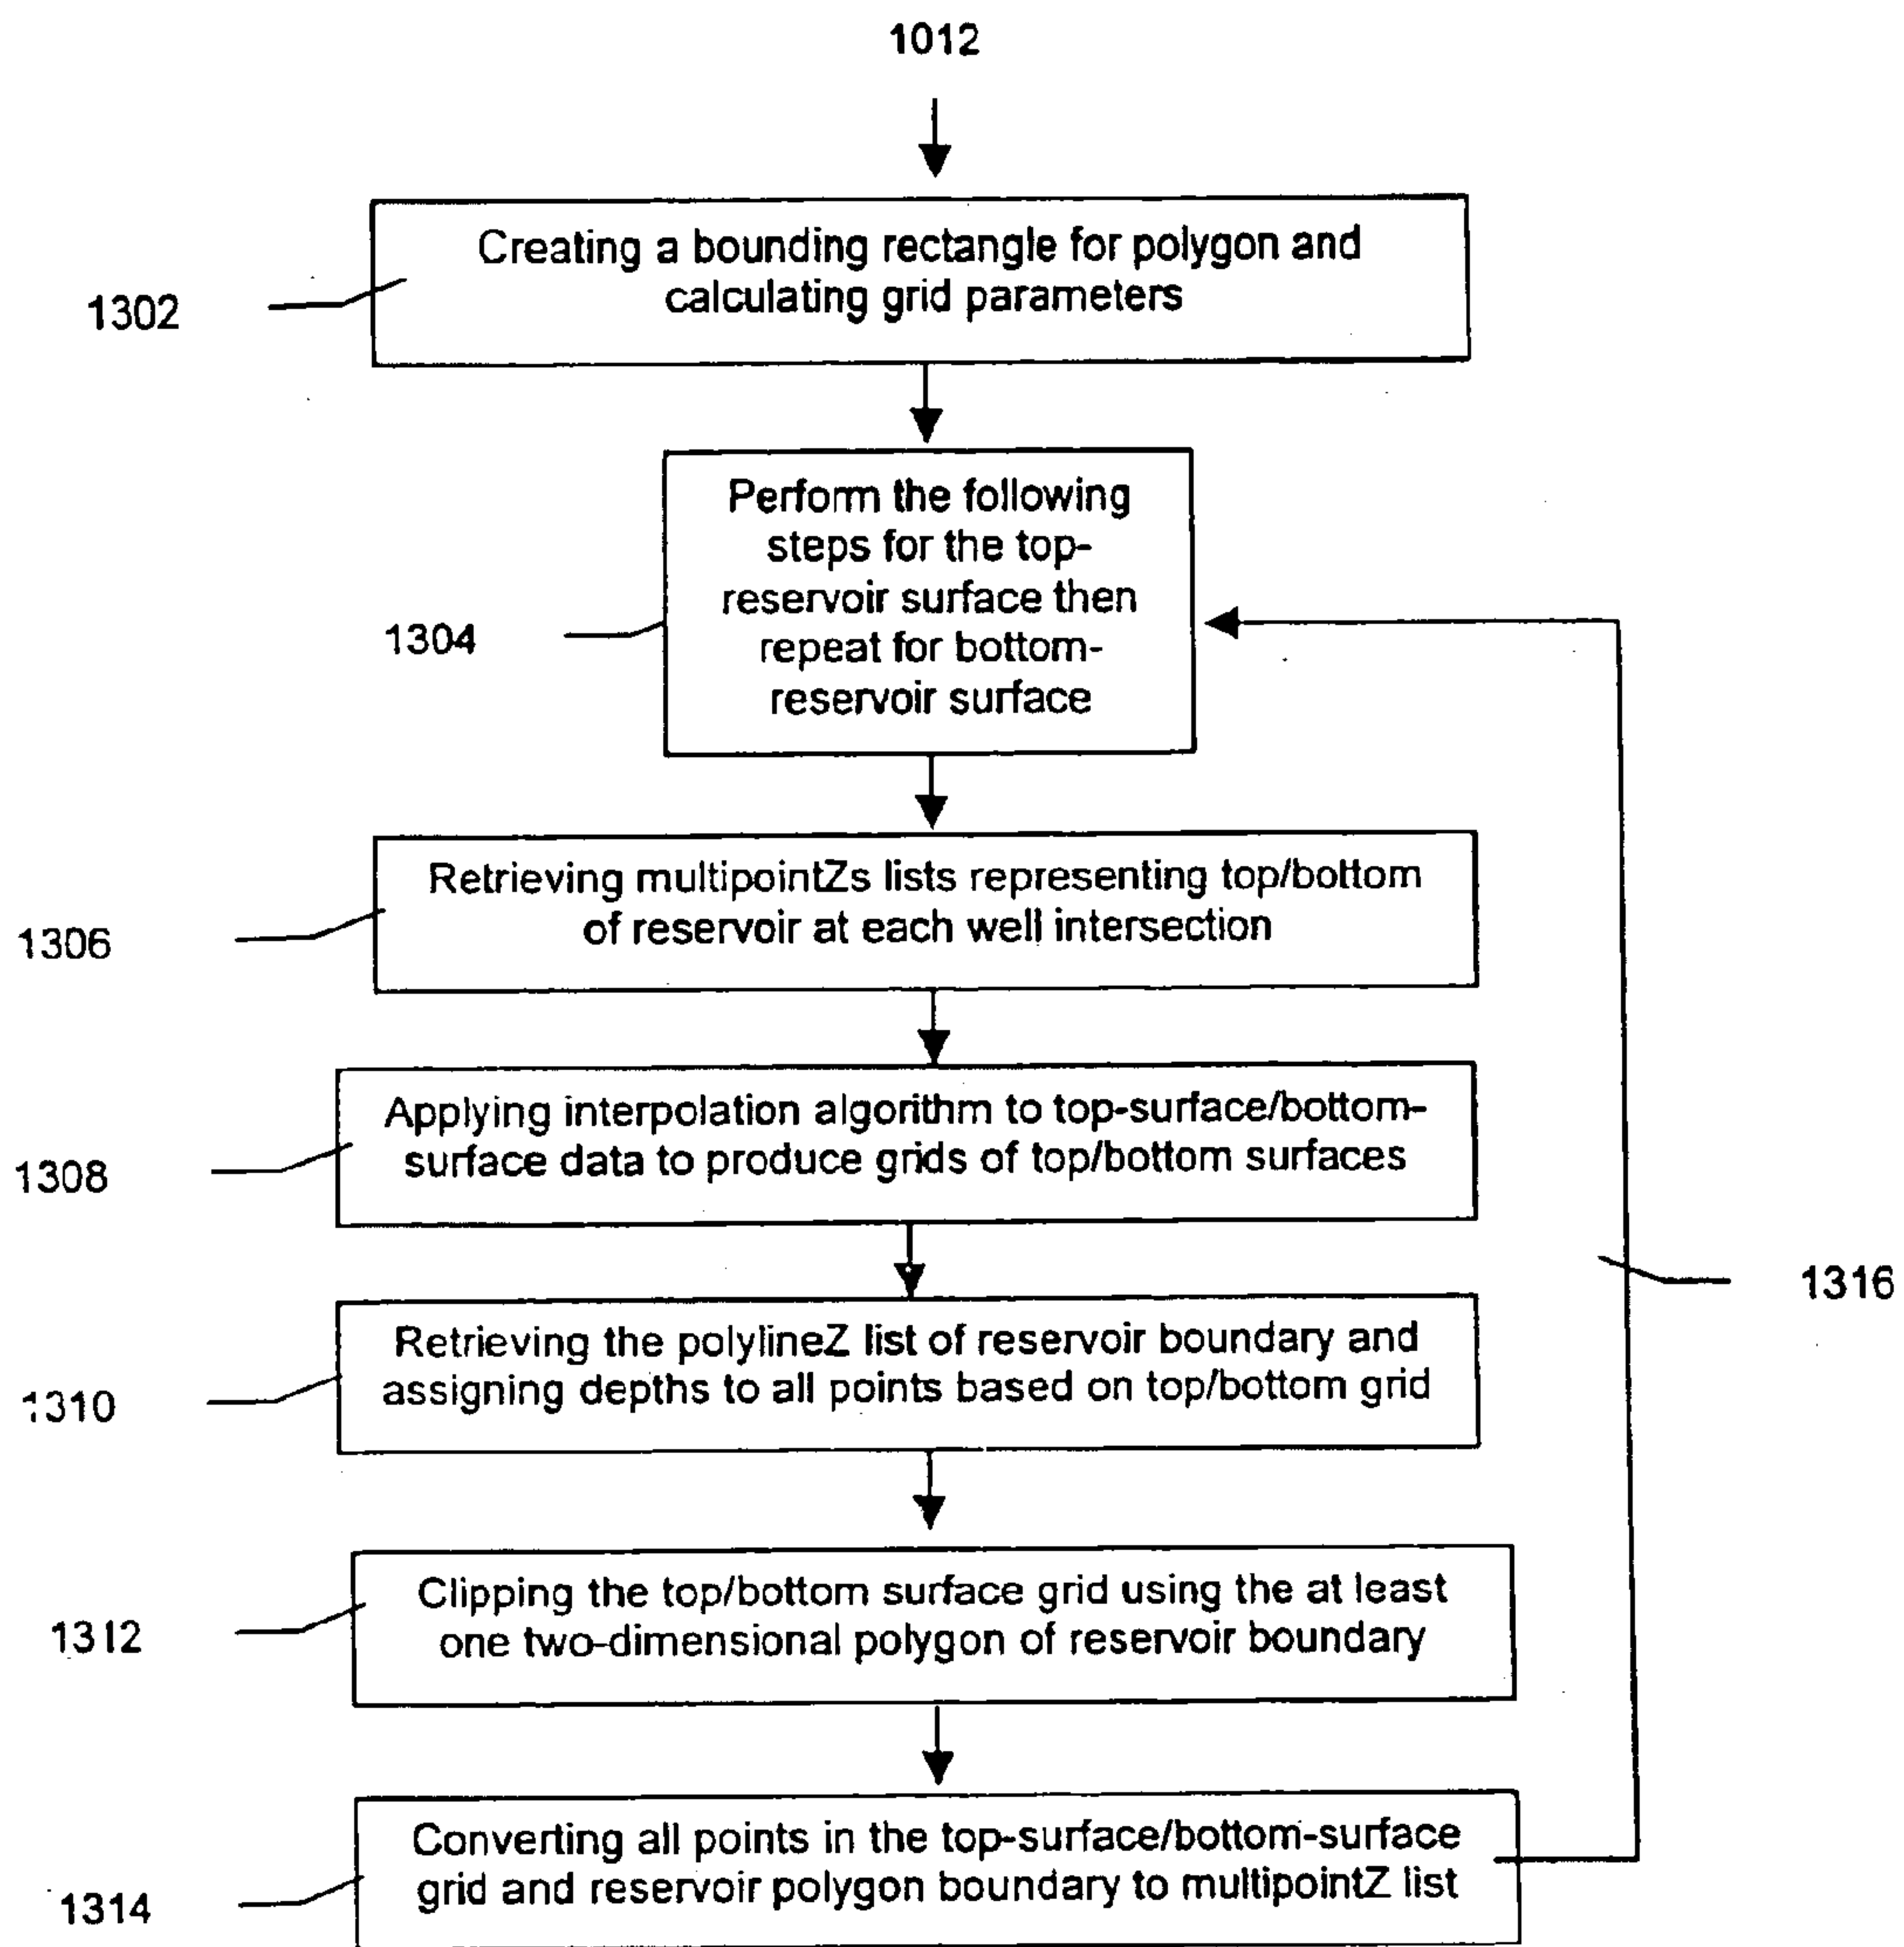 1012
Creating a bounding rectangle for polygon and
calculating grid parameters
1302
Perform the following
steps for the top-
reservoir surface then
repeat for bottom-
reservoir surface
1304
Retrieving multipointZs lists representing top/bottom
of reservoir at each well intersection
1306
Applying interpolation algorithm to top-surface/bottom-
surface data to produce grids of top/bottom surfaces
1308
1316
Retrieving the polylineZ list of reservoir boundary and
assigning depths to all points based on top/bottom grid
1310
Clipping the top/bottom surface grid using the at least
one two-dimensional polygon of reservoir boundary
1312
Converting all points in the top-surface/bottom-surface
grid and reservoir polygon boundary to multipointZ list
1314